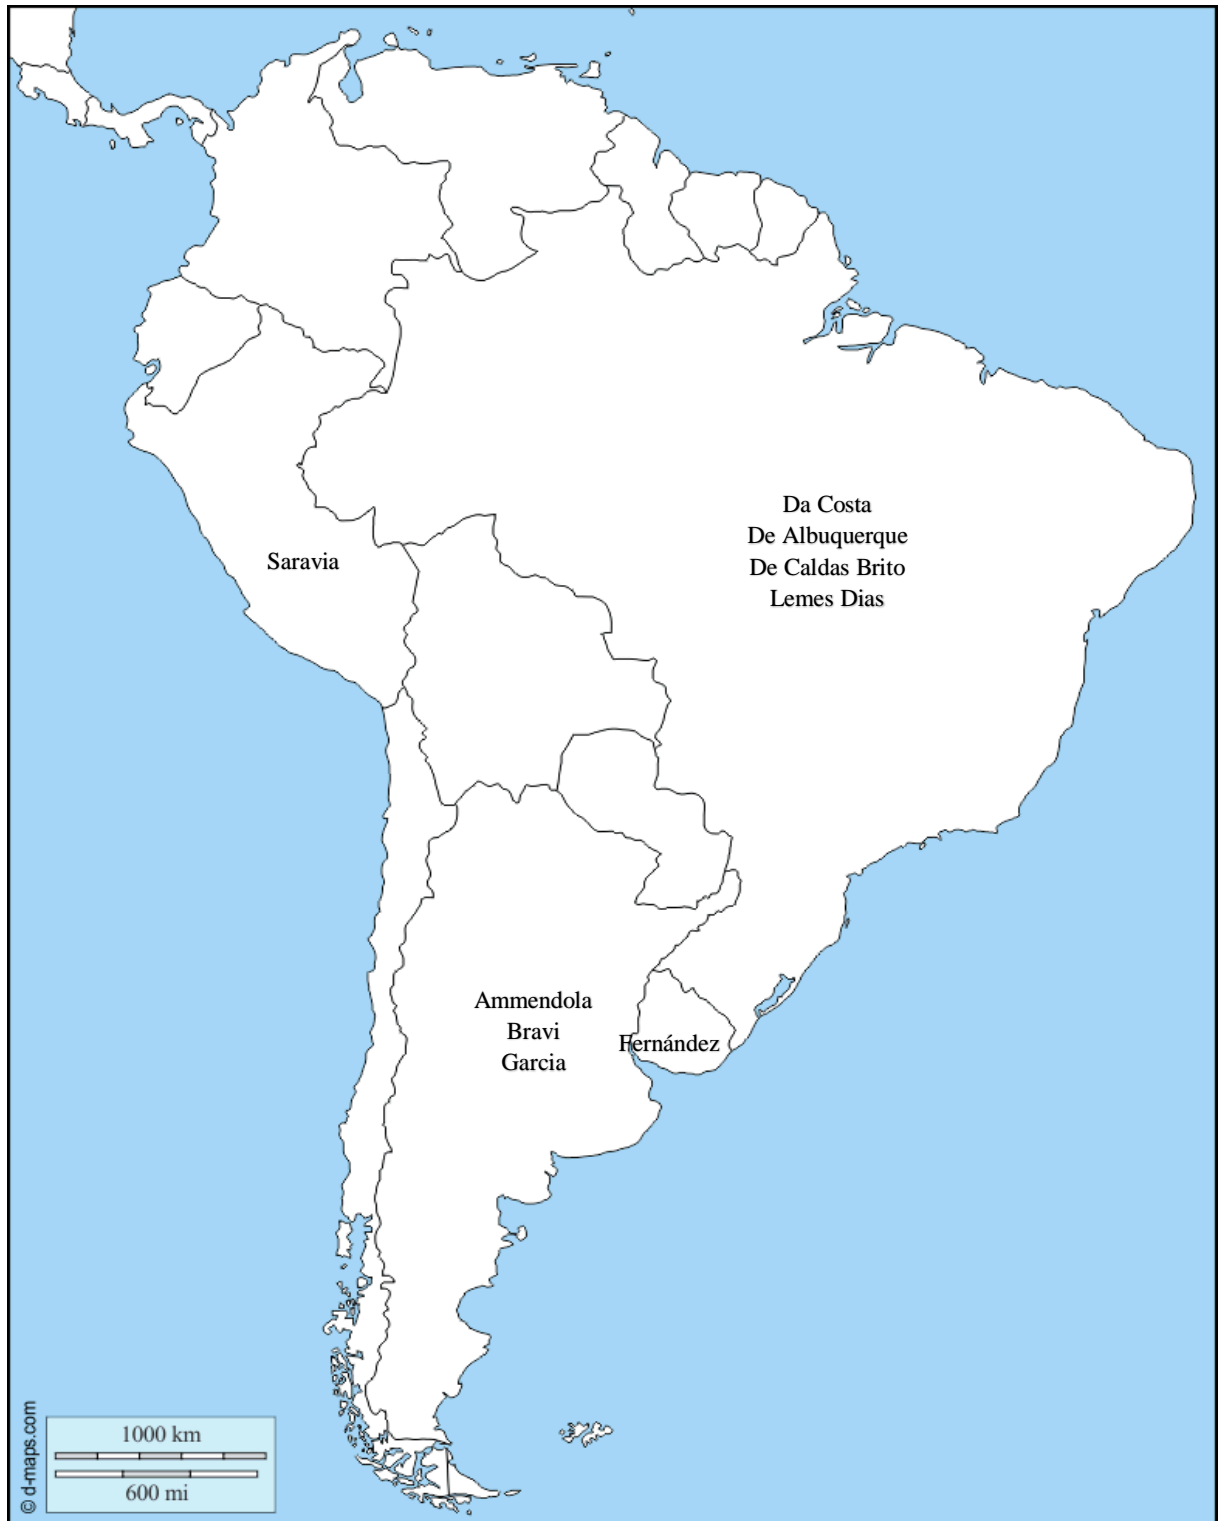 Da Costa
De Albuquerque
De Caldas Brito
Lemes Dias
Saravia
Ammendola
Bravi
Garcia
Fernández
© d-maps.com
1000 km
600 mi